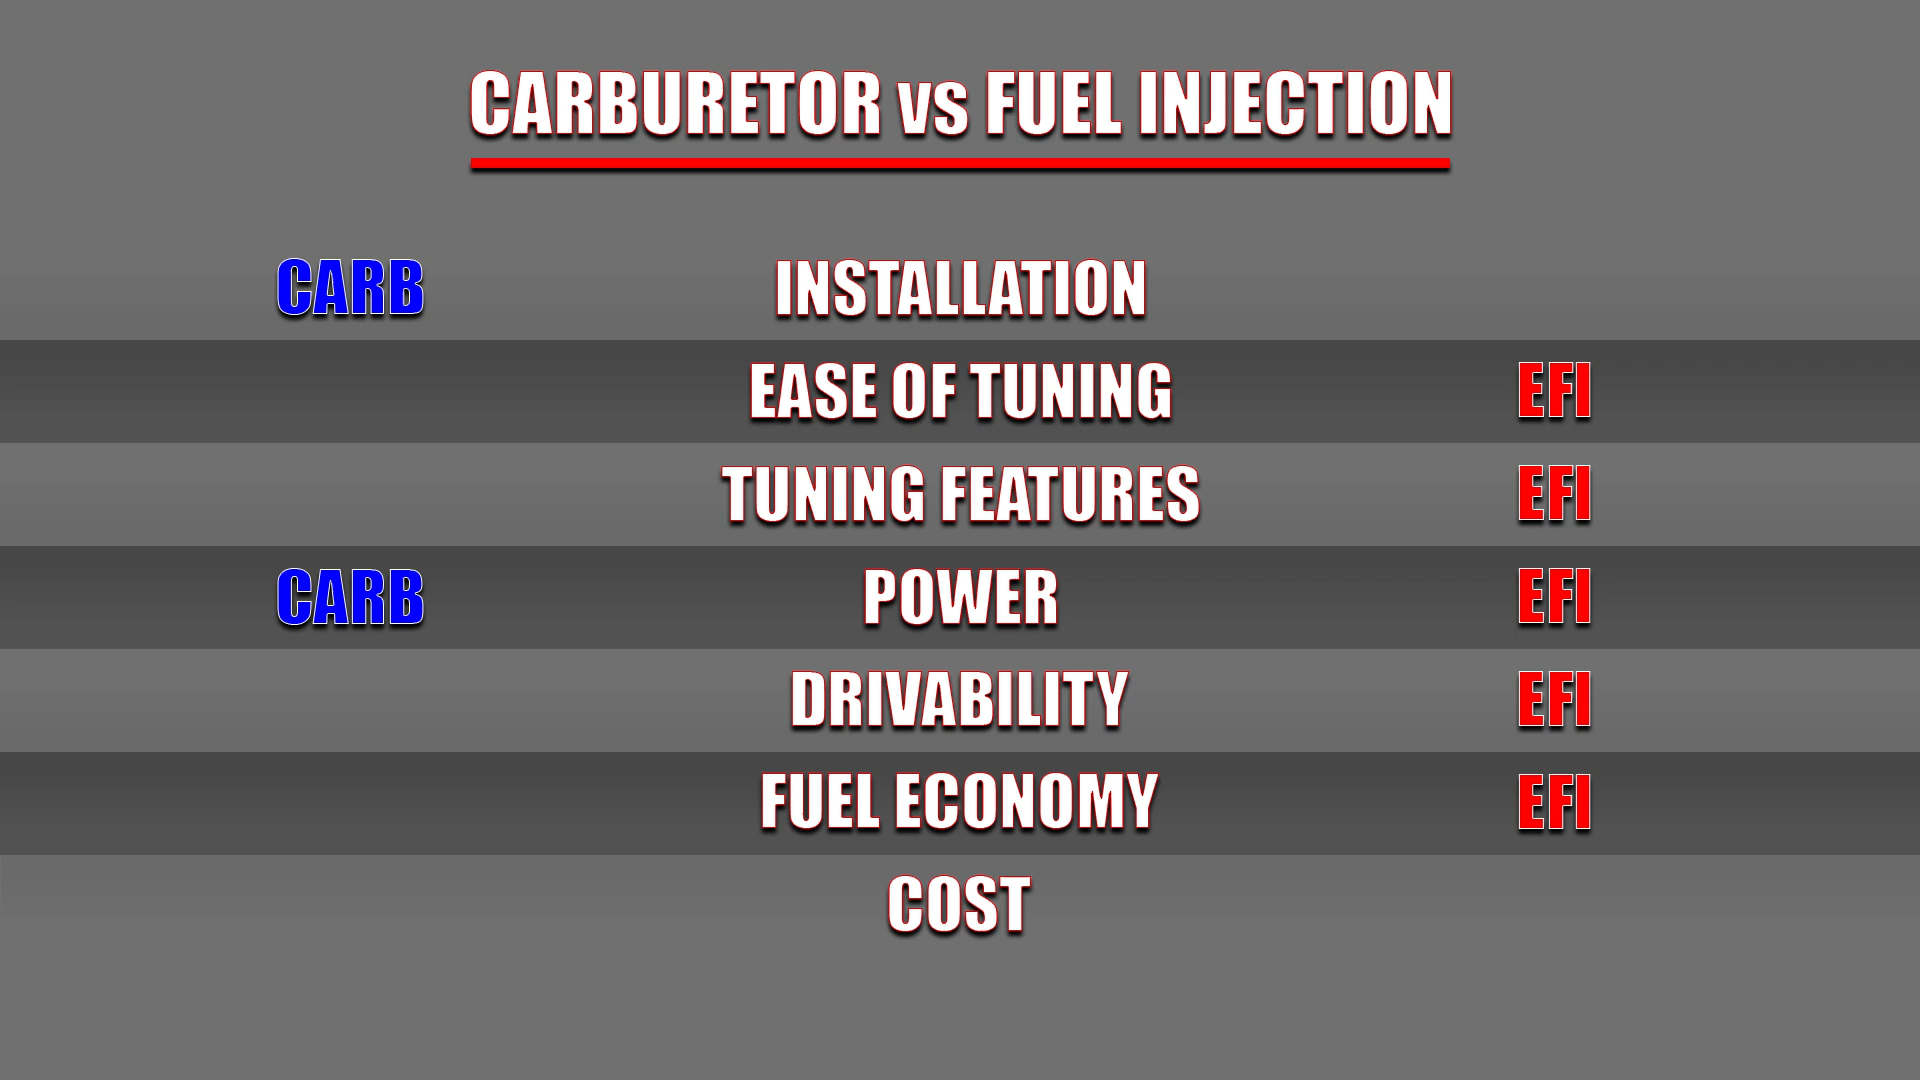 CARBURETOR vs FUEL INJECTION
CARB INSTALLATION
EASE OF TUNING EFI
TUNING FEATURES EFI
CARB POWER EFI
DRIVABILITY EFI
FUEL ECONOMY EFI
COST